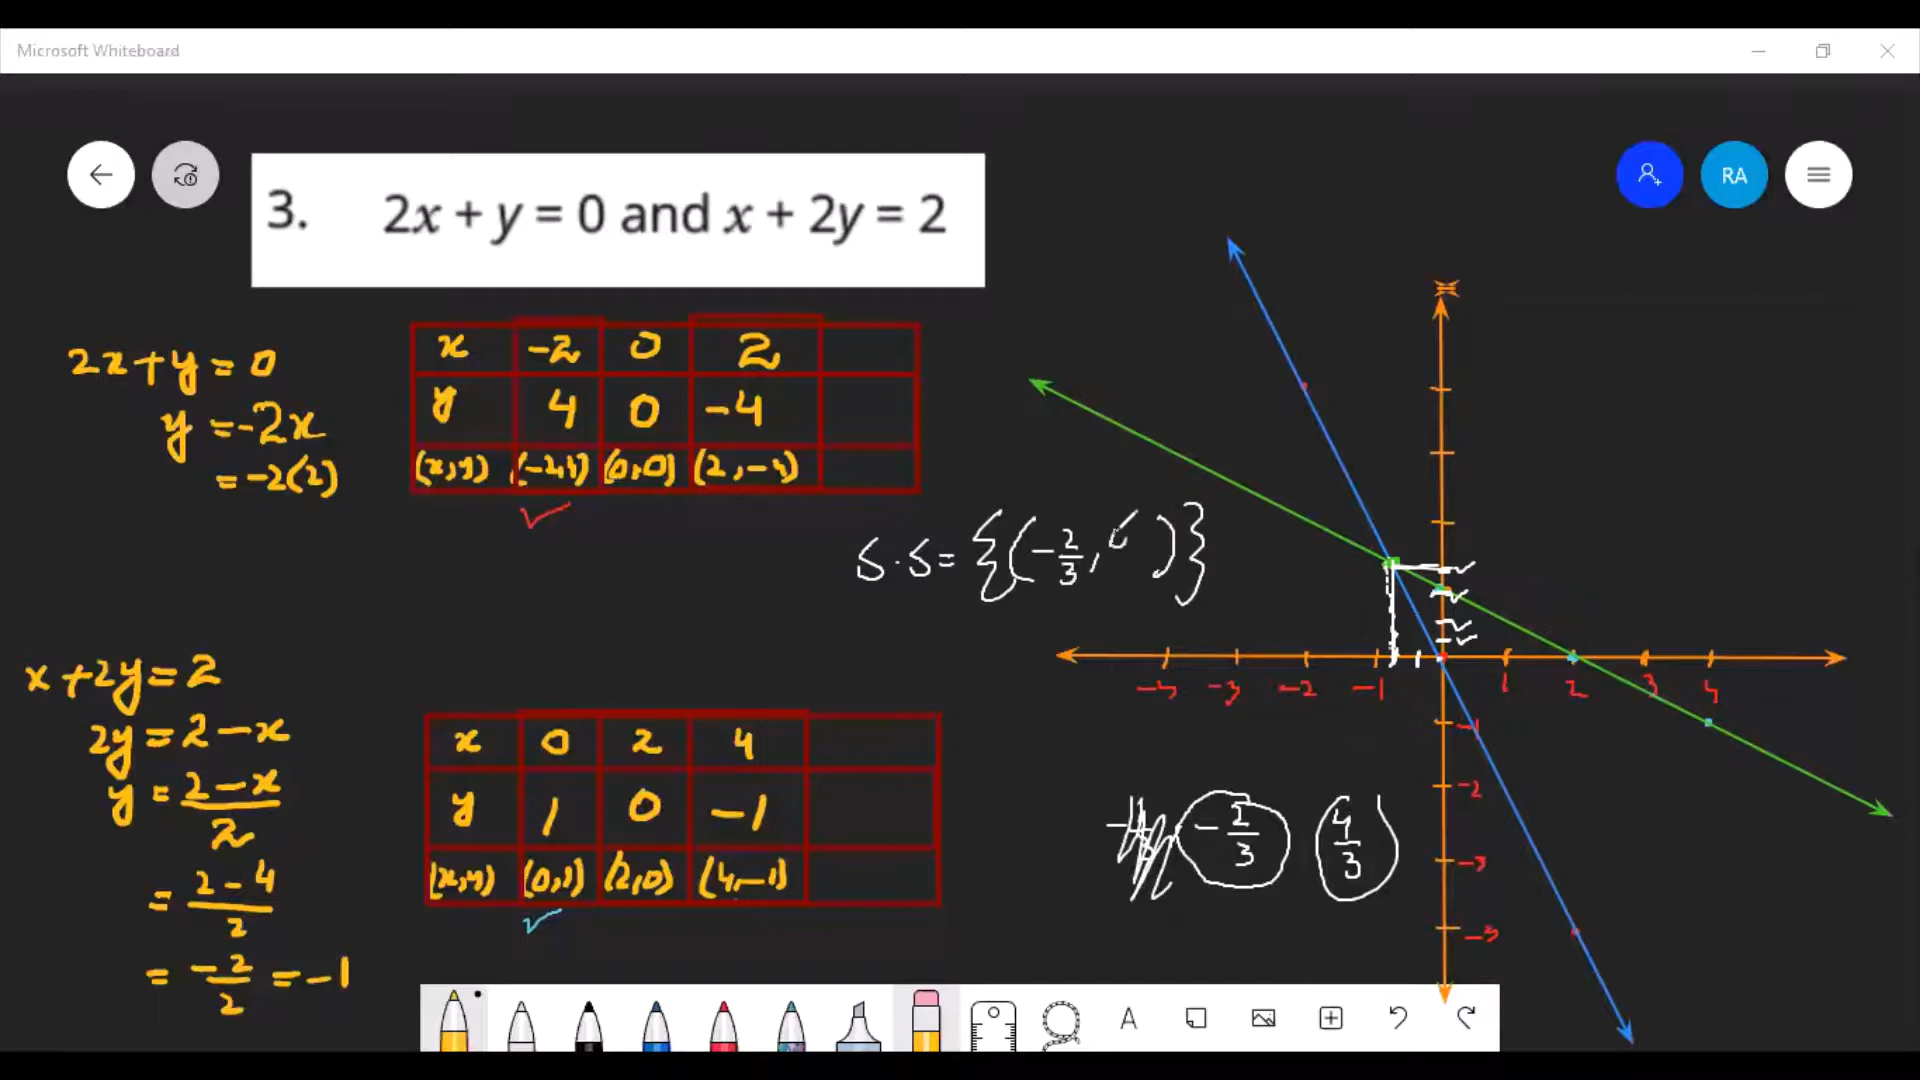 Microsoft Whiteboard
RA
3. 2x + y = 0 and x + 2y = 2
2x+y = 0
y = -2x
= -2(2)
x -2 0 2
y 4 0 -4
(x,y) (-2,4) (0,0) (2,-4)
S.S = {(-2/3, )}
-4 -3 -2 -1 1 2 3 4
-1
-2
-3
-4
x+2y=2
2y=2-x
y = 2-x/2
= 2-4/2
= -2/2 = -1
x 0 2 4
y 1 0 -1
(x,y) (0,1) (2,0) (4,-1)
-2/3 4/3
A